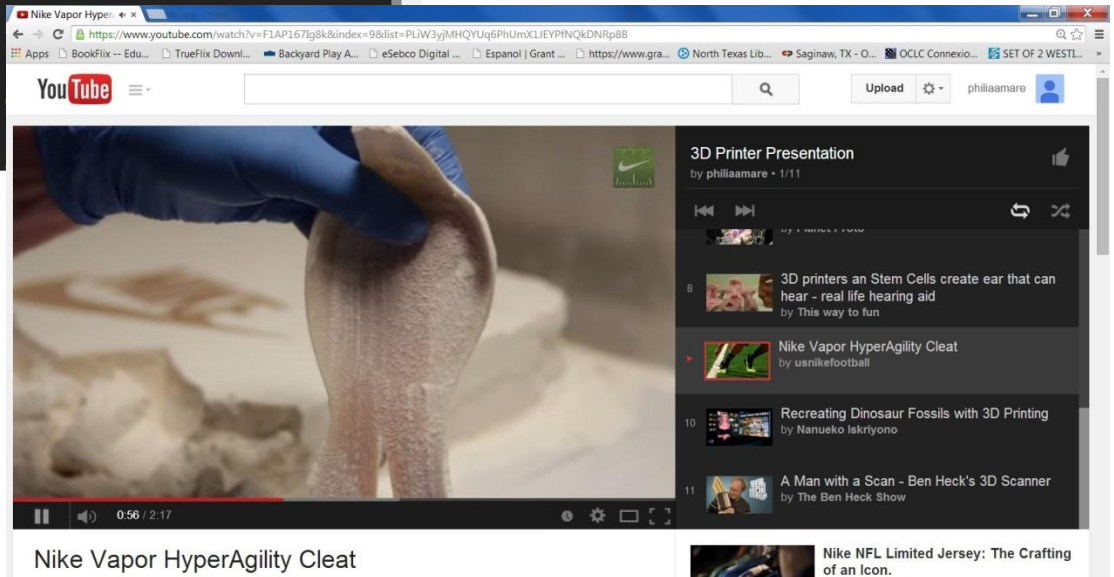 Nike Vapor Hyper
https://www.youtube.com/watch?v=F1AP167Ig8k&index=9&list=PLiW3yjMHQYUq6PhUmX1JEYPfNQkDNRp8B
Apps BookFlix -- Edu... TrueFlix Downl... Backyard Play A... eSebco Digital ... Espanol | Grant ... https://www.gra... North Texas Lib... Saginaw, TX - O... OCLC Connexio... SET OF 2 WESTI... »
YouTube
Upload
philiaamare
3D Printer Presentation
by philiaamare • 1/11
by Planet Proto
8
3D printers an Stem Cells create ear that can
hear - real life hearing aid
by This way to fun
Nike Vapor HyperAgility Cleat
by usnikefootball
10
Recreating Dinosaur Fossils with 3D Printing
by Nanueko Iskriyono
11
A Man with a Scan - Ben Heck's 3D Scanner
by The Ben Heck Show
0:56 / 2:17
Nike Vapor HyperAgility Cleat
Nike NFL Limited Jersey: The Crafting
of an Icon.